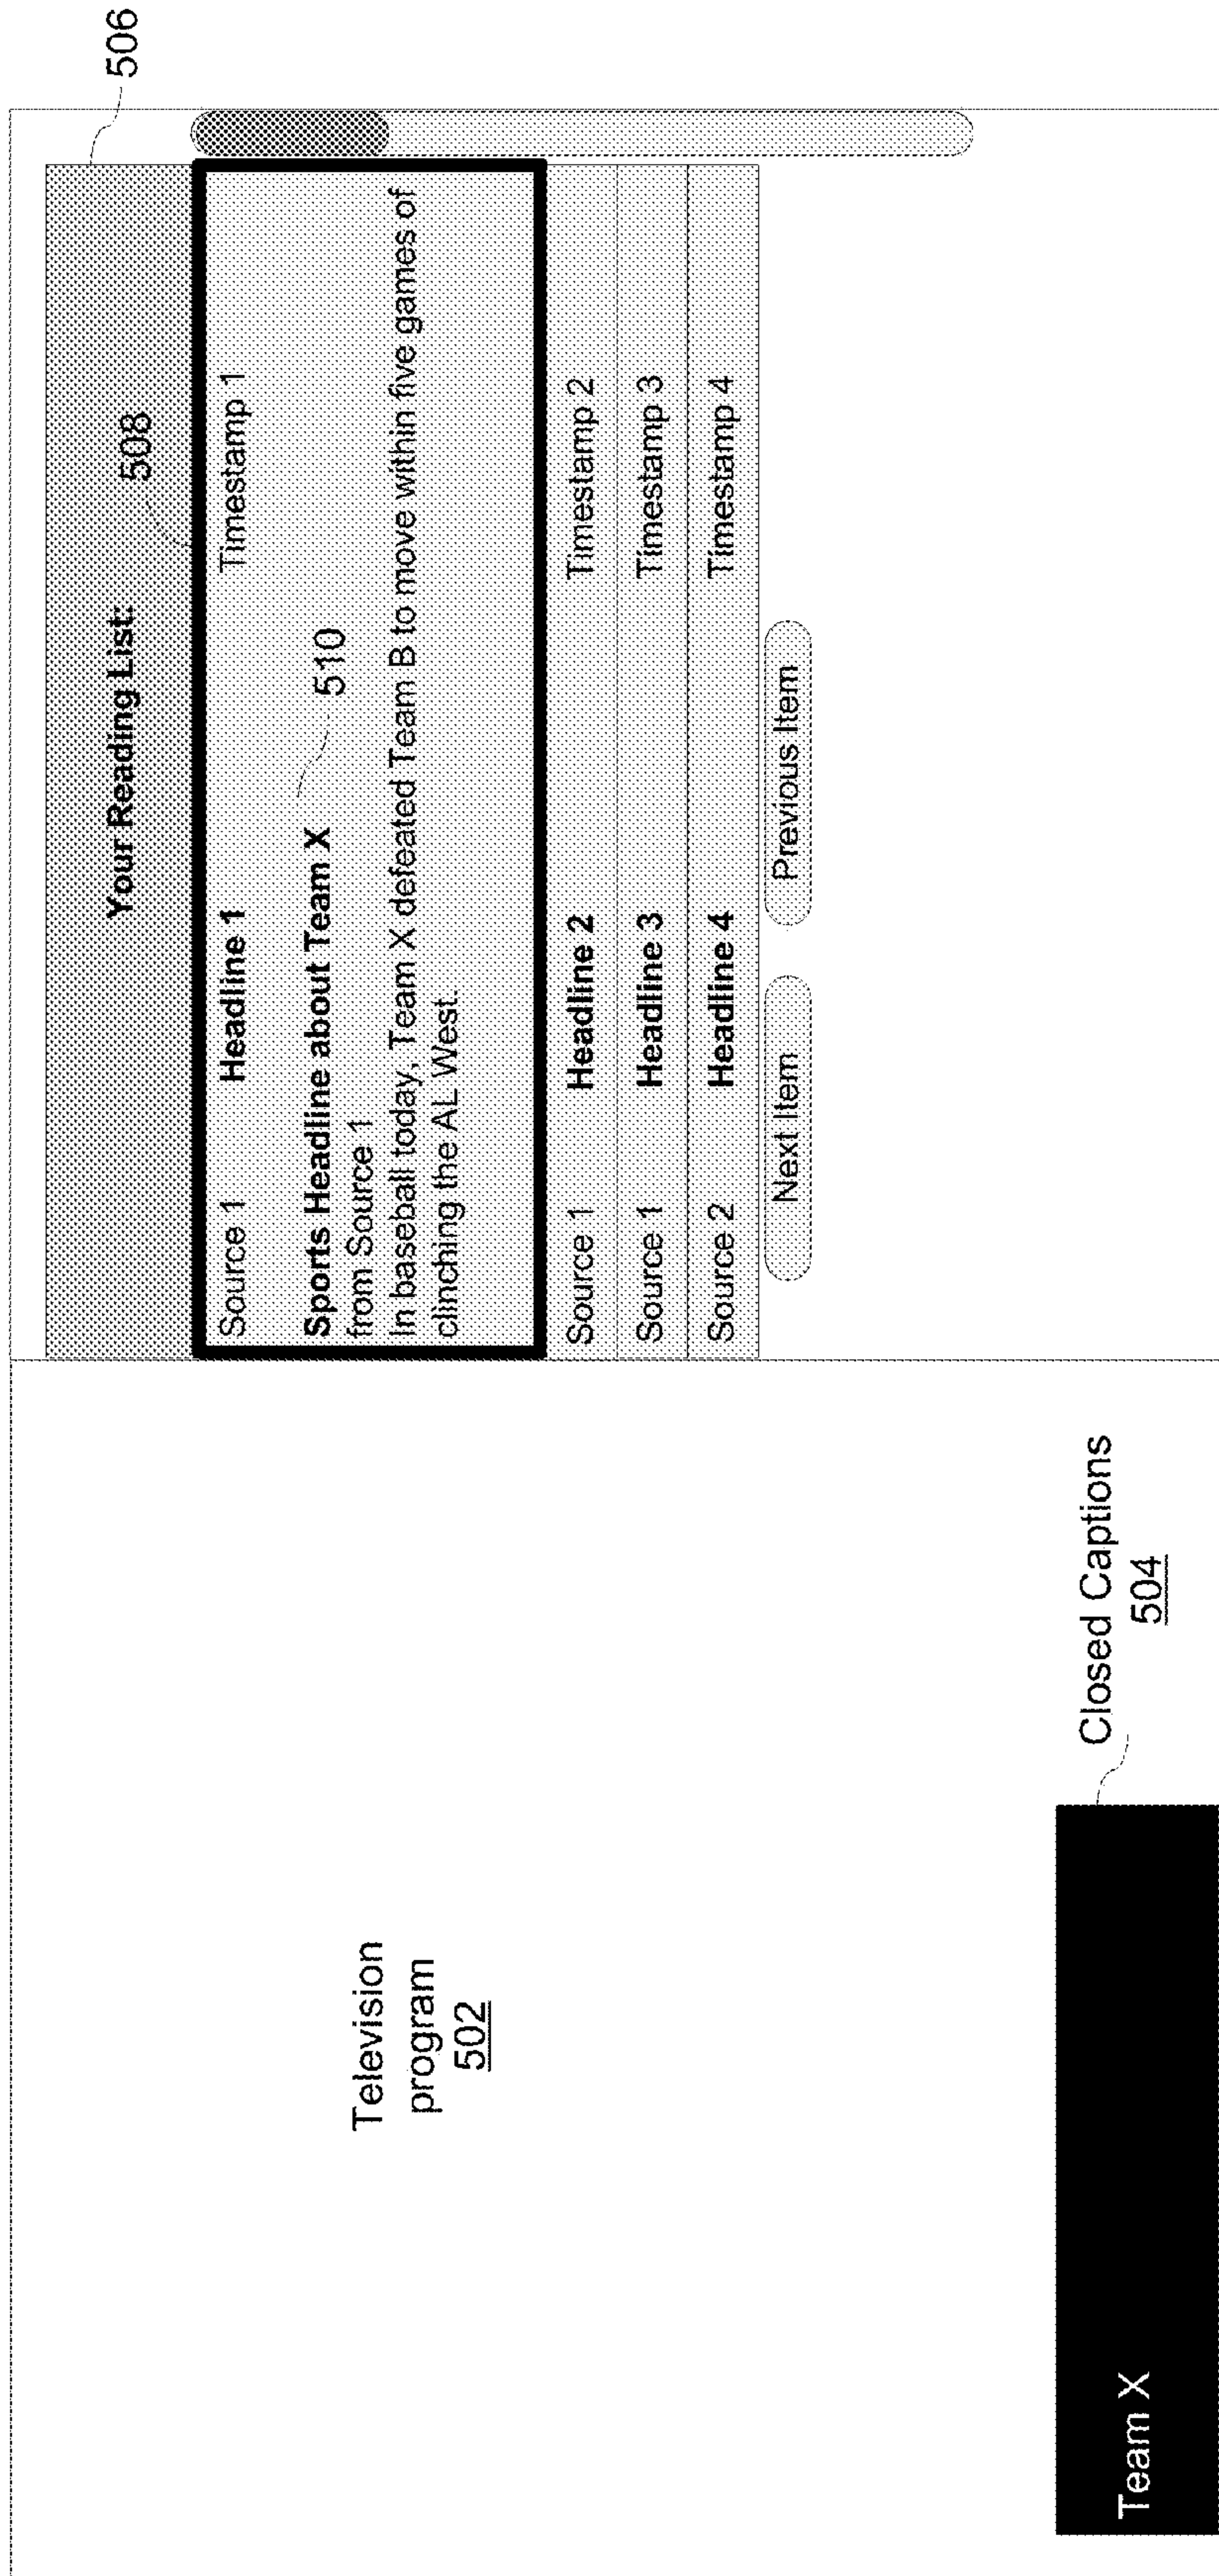 Television
program
502
Team X
Closed Captions
504
506
Your Reading List:
508
Source 1 Headline 1 Timestamp 1
Sports Headline about Team X
510
from Source 1
In baseball today, Team X defeated Team B to move within five games of
clinching the AL West.
Source 1 Headline 2 Timestamp 2
Source 1 Headline 3 Timestamp 3
Source 2 Headline 4 Timestamp 4
Next Item Previous Item